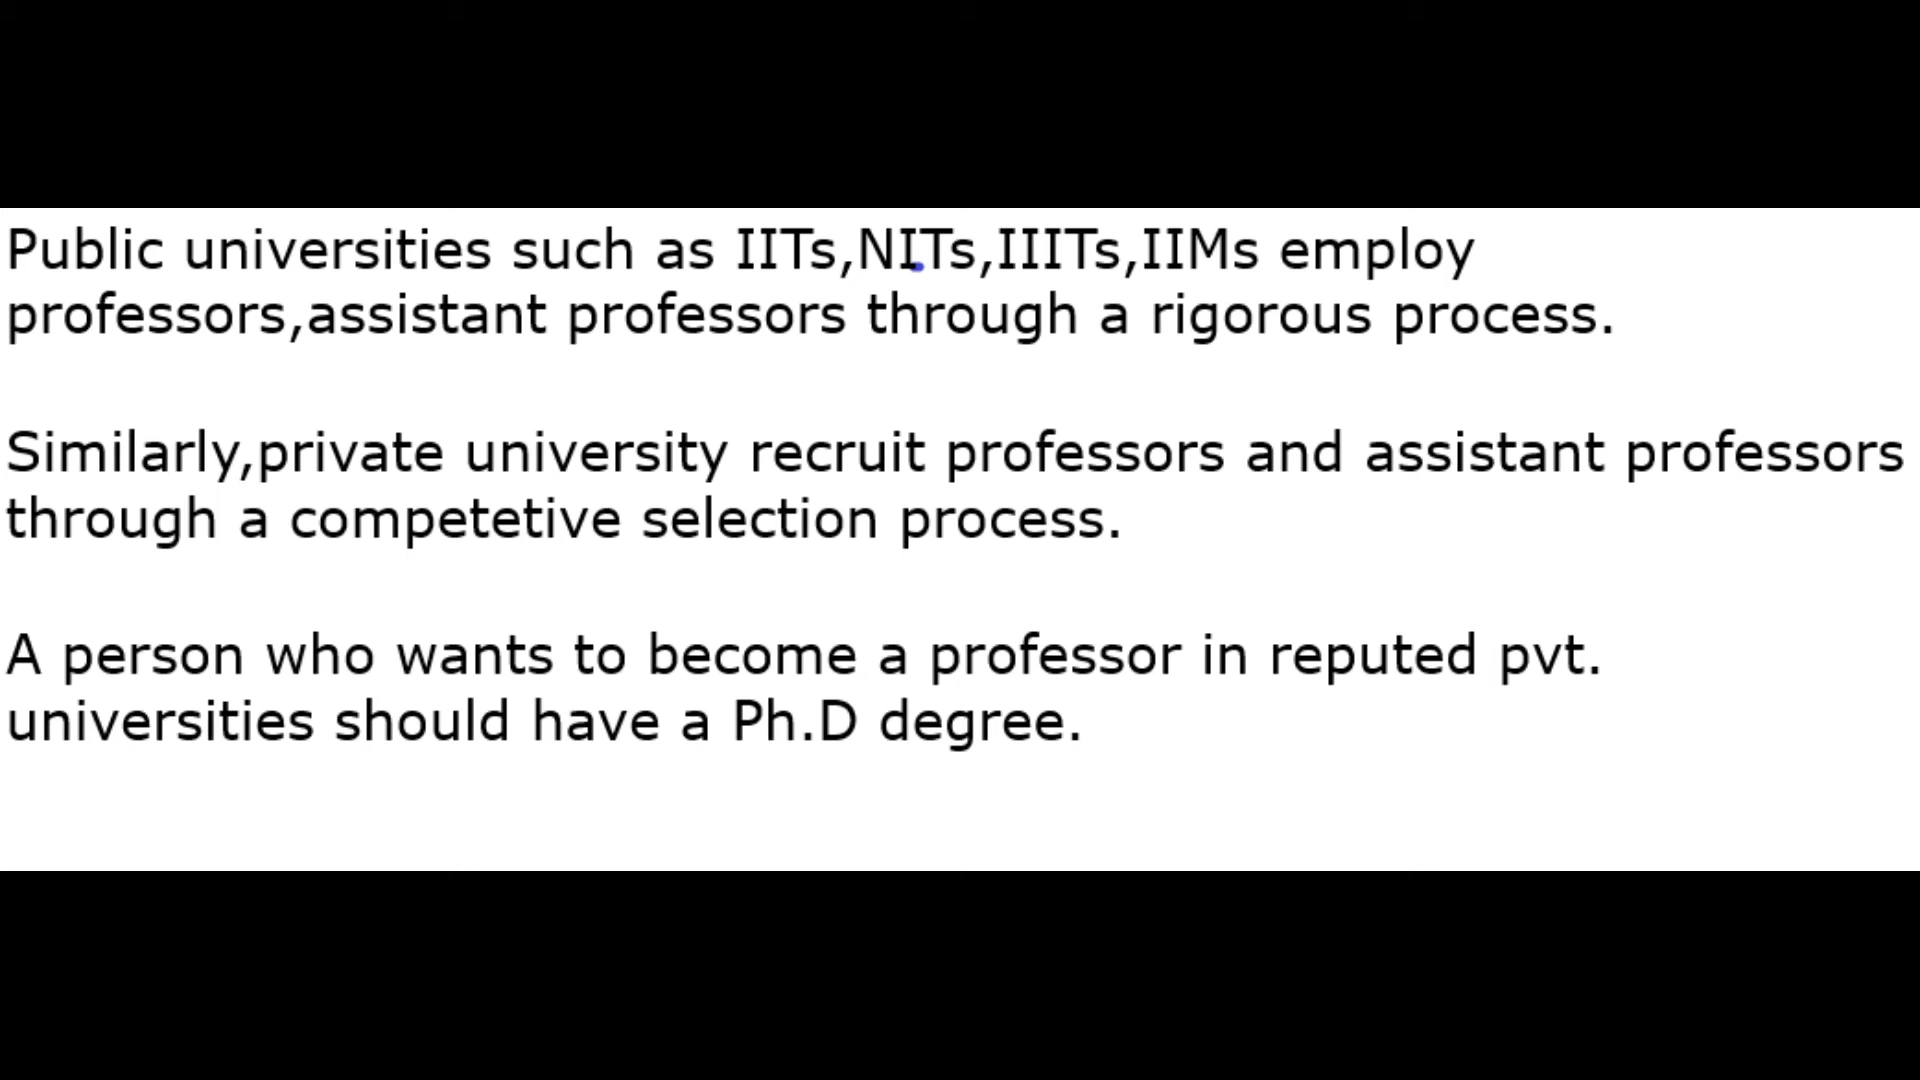 Public universities such as IITs,NITs,IIITs,IIMs employ
professors,assistant professors through a rigorous process.
Similarly,private university recruit professors and assistant professors
through a competetive selection process.
A person who wants to become a professor in reputed pvt.
universities should have a Ph.D degree.